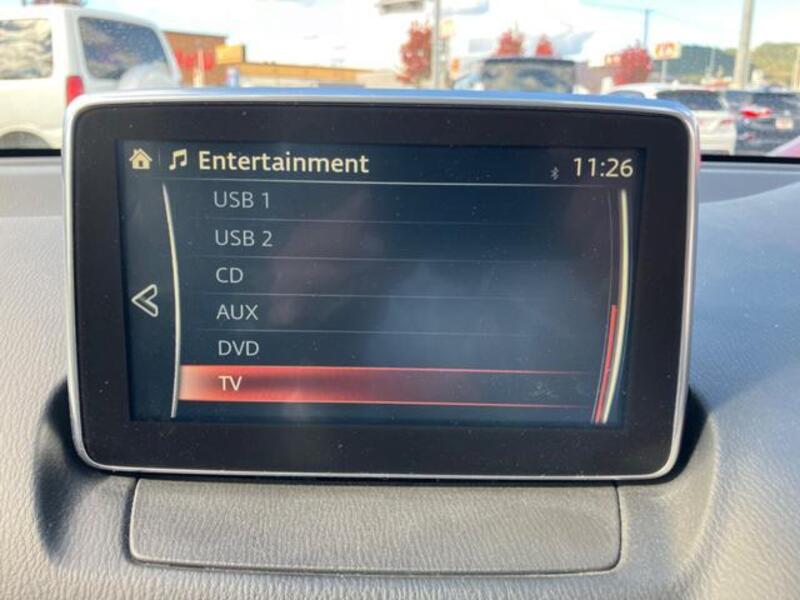 Entertainment 11:26
USB 1
USB 2
CD
AUX
DVD
TV